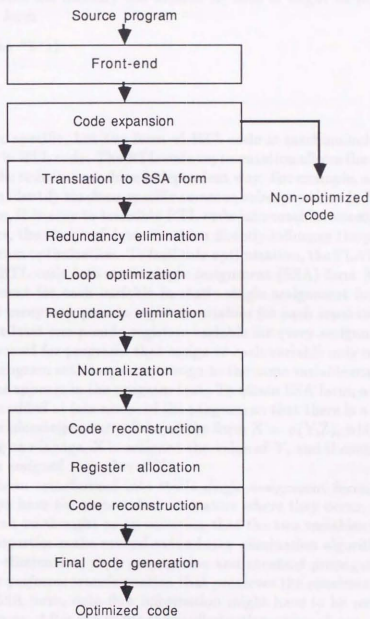 Source program
Front-end
Code expansion
Translation to SSA form
Non-optimized
code
Redundancy elimination
Loop optimization
Redundancy elimination
Normalization
Code reconstruction
Register allocation
Code reconstruction
Final code generation
Optimized code